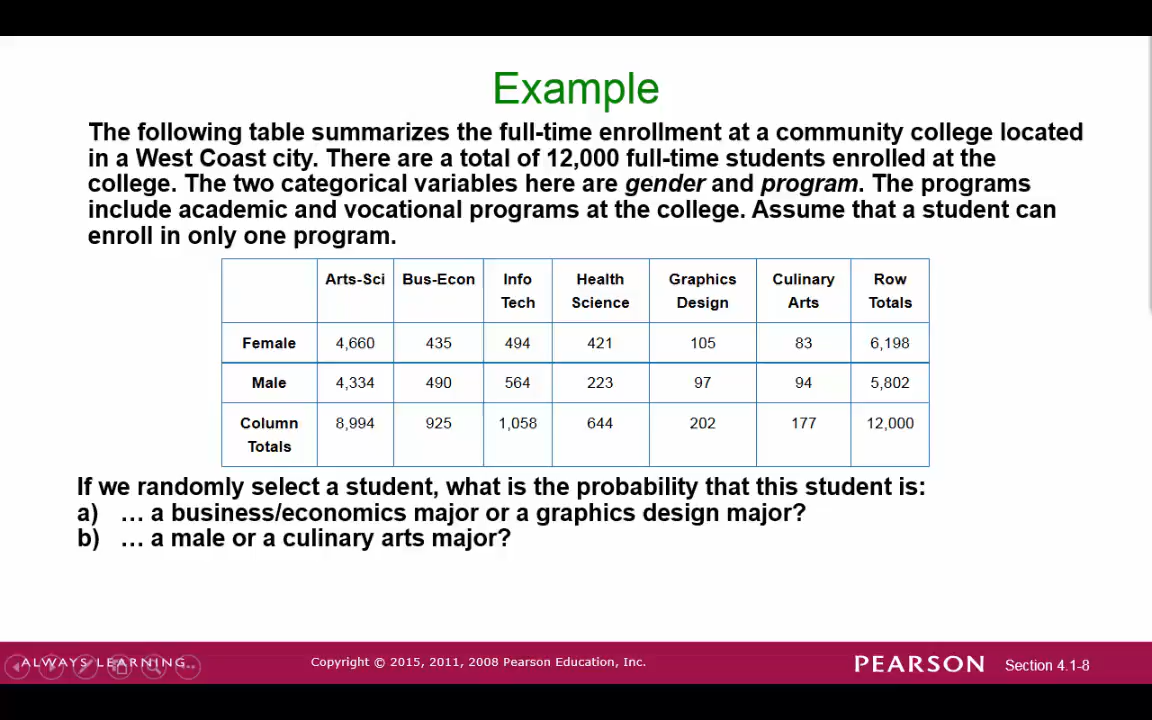 Example
The following table summarizes the full-time enrollment at a community college located
in a West Coast city. There are a total of 12,000 full-time students enrolled at the
college. The two categorical variables here are gender and program. The programs
include academic and vocational programs at the college. Assume that a student can
enroll in only one program.
Arts-Sci Bus-Econ Info Health Graphics Culinary Row
Tech Science Design Arts Totals
Female 4,660 435 494 421 105 83 6,198
Male 4,334 490 564 223 97 94 5,802
Column 8,994 925 1,058 644 202 177 12,000
Totals
If we randomly select a student, what is the probability that this student is:
a) … a business/economics major or a graphics design major?
b) … a male or a culinary arts major?
ALWAYS LEARNING
Copyright © 2015, 2011, 2008 Pearson Education, Inc.
PEARSON
Section 4.1-8